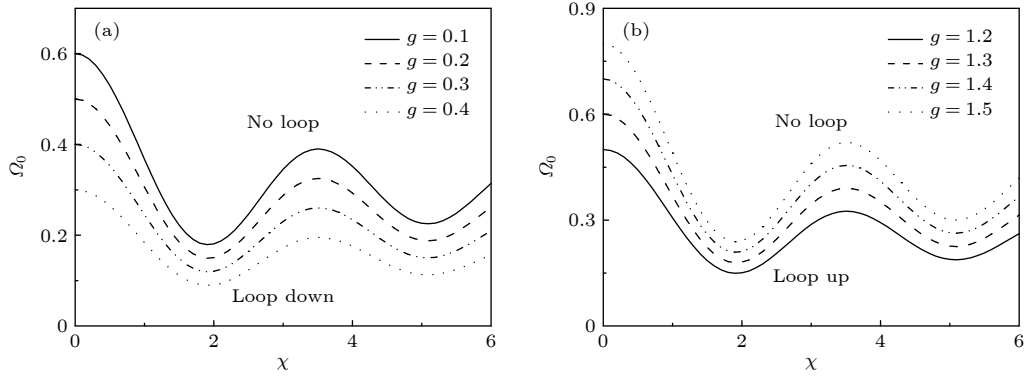 (a)
g = 0.1
g = 0.2
g = 0.3
g = 0.4
No loop
Loop down
Ω0
0.6
0.4
0.2
0
0 2 4 6
χ
(b)
g = 1.2
g = 1.3
g = 1.4
g = 1.5
No loop
Loop up
Ω0
0.9
0.6
0.3
0
0 2 4 6
χ